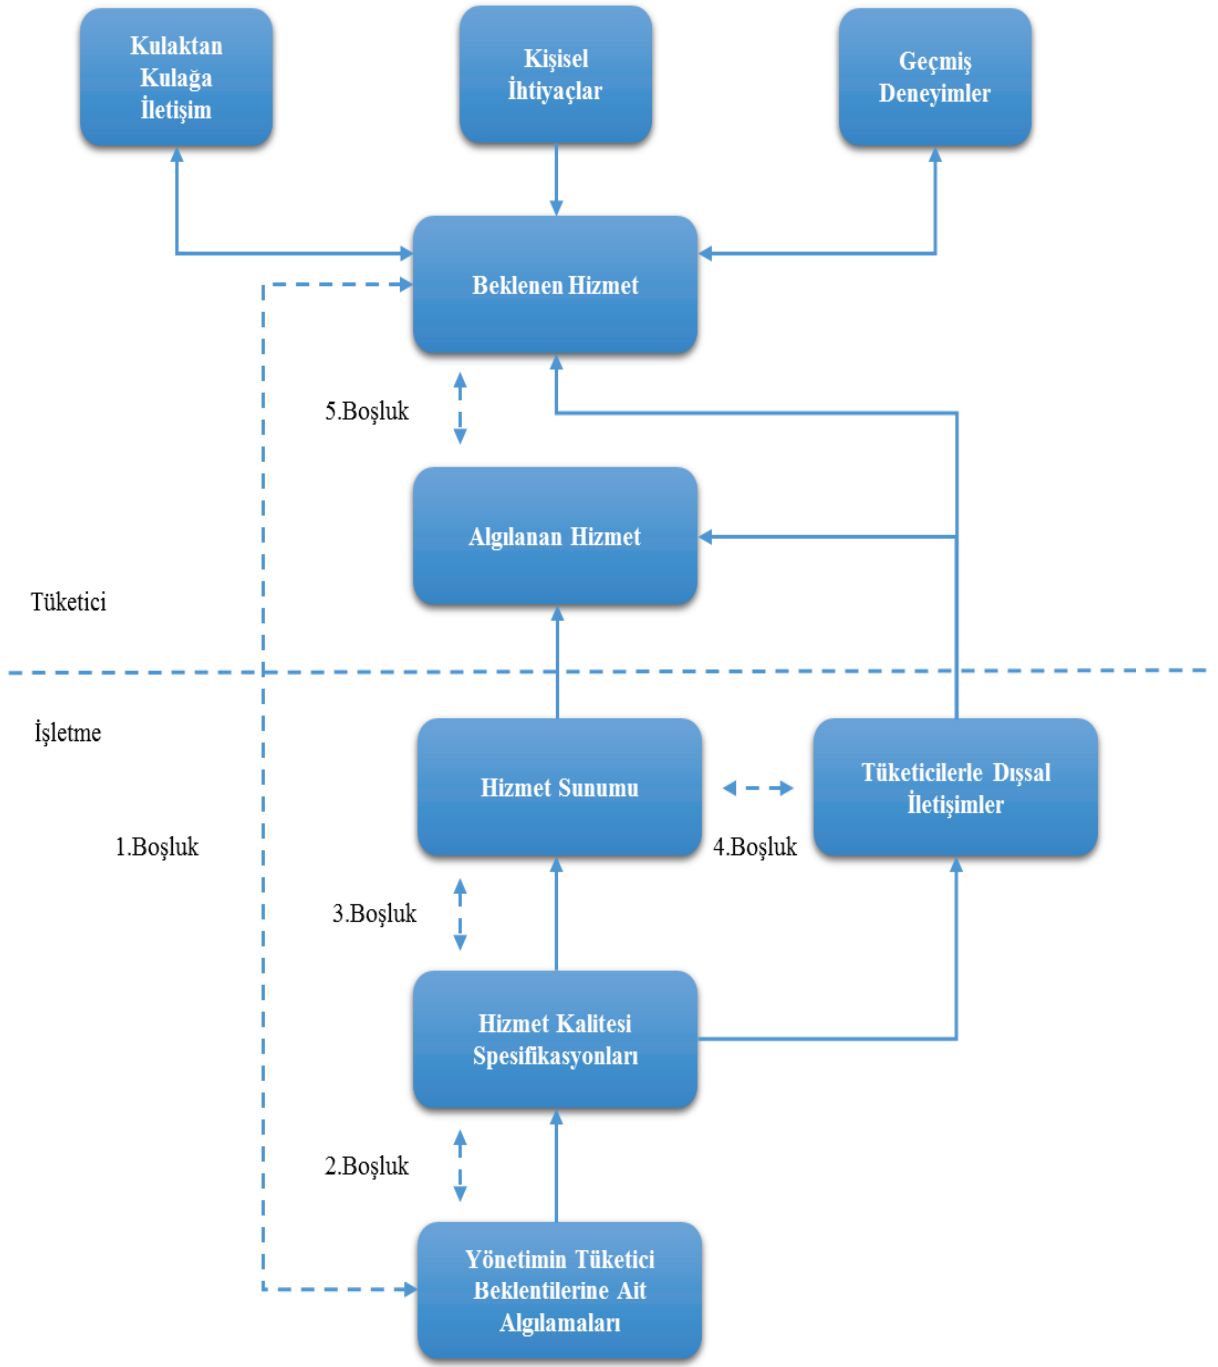 Kulaktan
Kulağa
İletişim
Kişisel
İhtiyaçlar
Geçmiş
Deneyimler
Beklenen Hizmet
5.Boşluk
Algılanan Hizmet
Tüketici
İşletme
Hizmet Sunumu
Tüketicilerle Dışsal
İletişimler
1.Boşluk
4.Boşluk
3.Boşluk
Hizmet Kalitesi
Spesifikasyonları
2.Boşluk
Yönetimin Tüketici
Beklentilerine Ait
Algılamaları